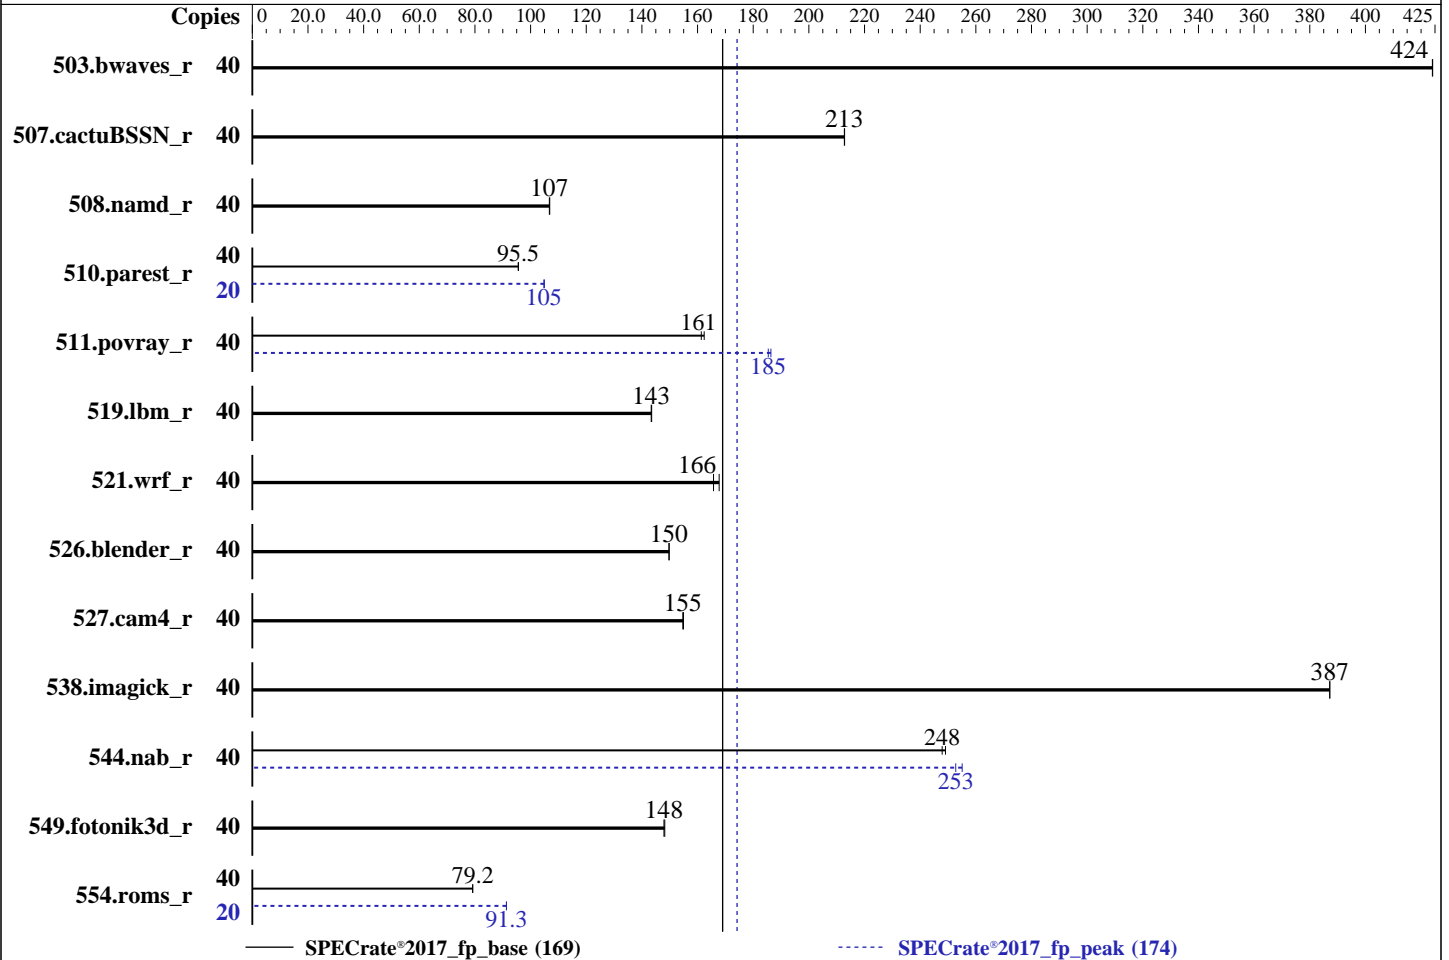 Copies 0 20.0 40.0 60.0 80.0 100 120 140 160 180 200 220 240 260 280 300 320 340 360 380 400 425
503.bwaves_r 40 424
507.cactuBSSN_r 40 213
508.namd_r 40 107
510.parest_r 40 95.5
20 105
511.povray_r 40 161
185
519.lbm_r 40 143
521.wrf_r 40 166
526.blender_r 40 150
527.cam4_r 40 155
538.imagick_r 40 387
544.nab_r 40 248
253
549.fotonik3d_r 40 148
554.roms_r 40 79.2
20 91.3
SPECrate®2017_fp_base (169) SPECrate®2017_fp_peak (174)